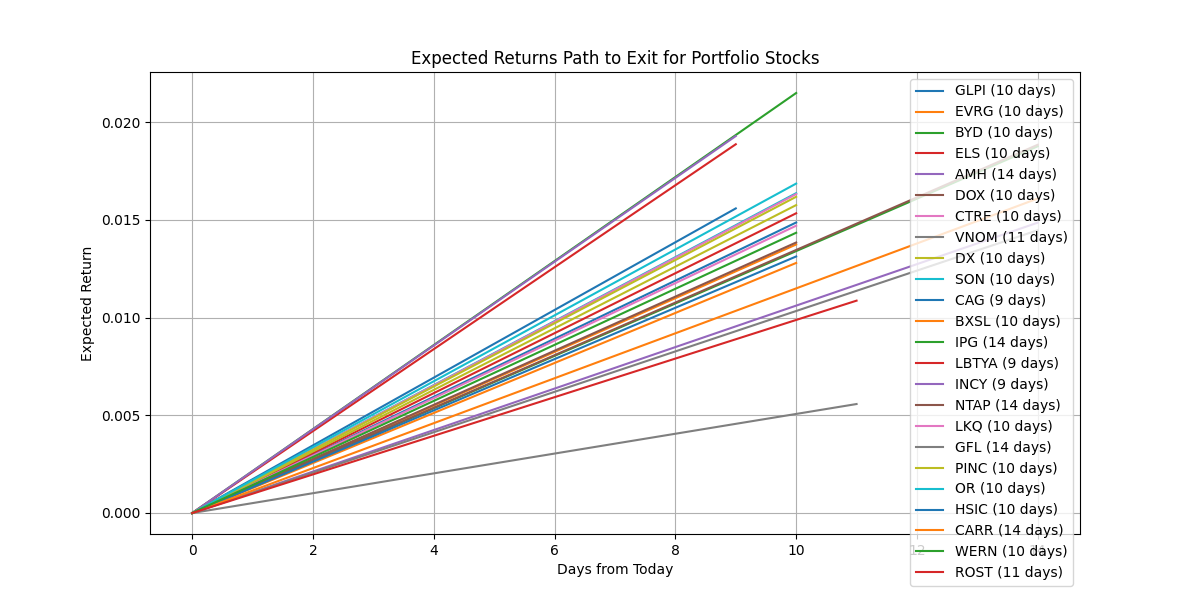 Expected Returns Path to Exit for Portfolio Stocks
Expected Return
0.020
0.015
0.010
0.005
0.000
0 2 4 6 8 10 12
Days from Today
GLPI (10 days)
EVRG (10 days)
BYD (10 days)
ELS (10 days)
AMH (14 days)
DOX (10 days)
CTRE (10 days)
VNOM (11 days)
DX (10 days)
SON (10 days)
CAG (9 days)
BXSL (10 days)
IPG (14 days)
LBTYA (9 days)
INCY (9 days)
NTAP (14 days)
LKQ (10 days)
GFL (14 days)
PINC (10 days)
OR (10 days)
HSIC (10 days)
CARR (14 days)
WERN (10 days)
ROST (11 days)